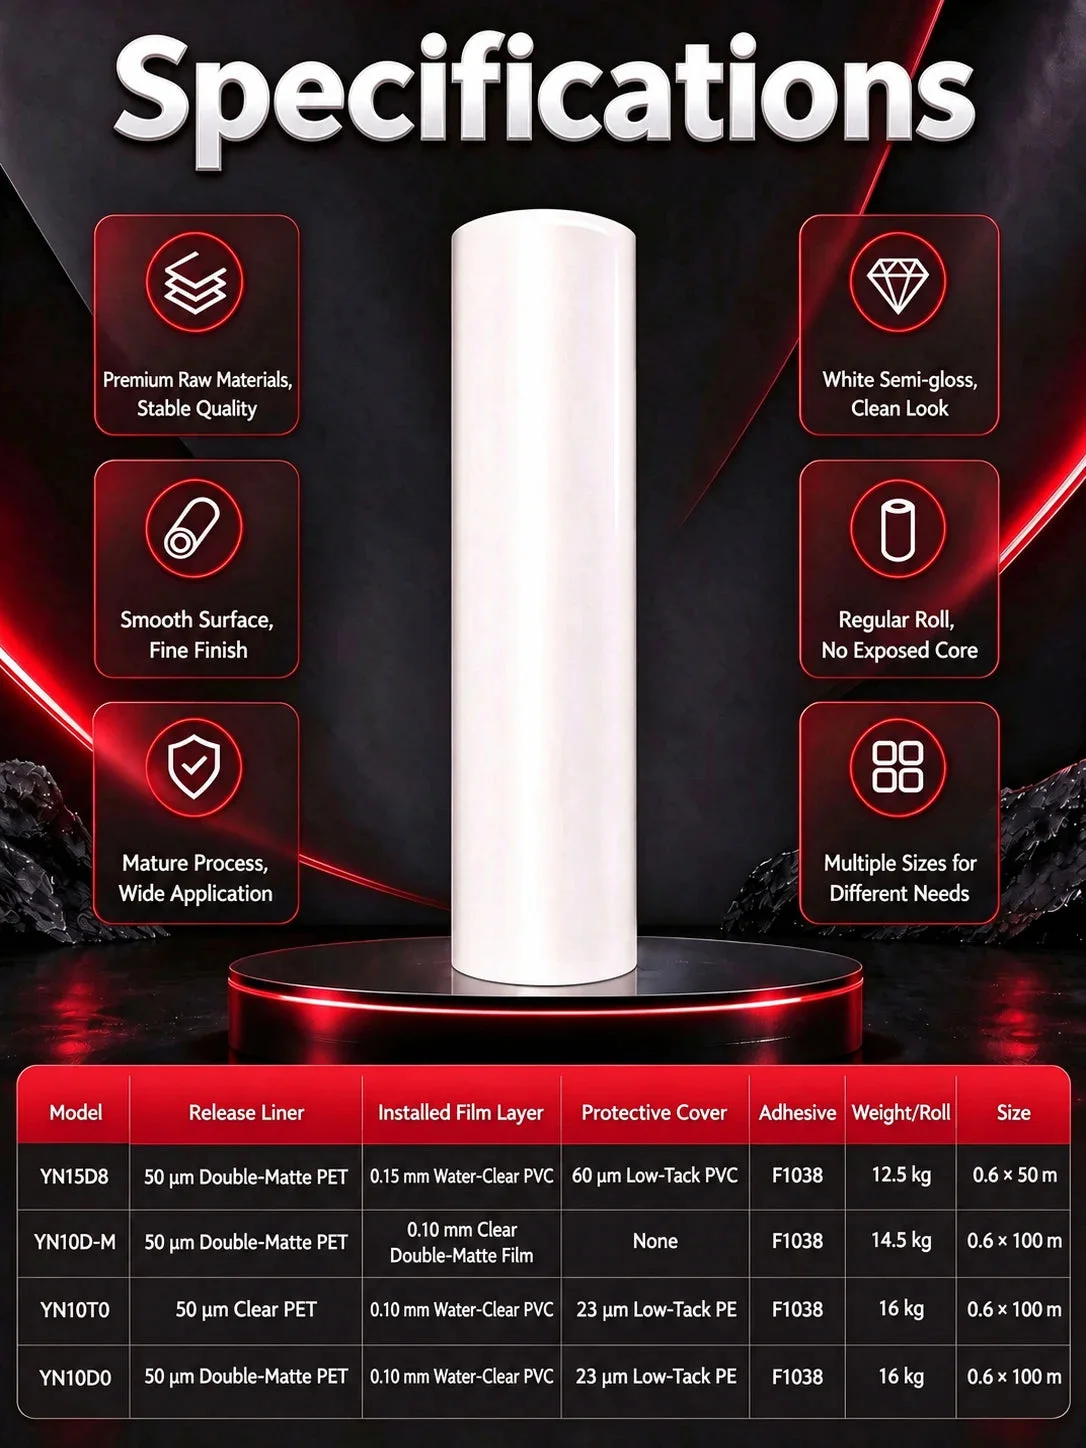 Specifications
Premium Raw Materials,
Stable Quality
White Semi-gloss,
Clean Look
Smooth Surface,
Fine Finish
Regular Roll,
No Exposed Core
Mature Process,
Wide Application
Multiple Sizes for
Different Needs
Model Release Liner Installed Film Layer Protective Cover Adhesive Weight/Roll Size
YN15D8 50 μm Double-Matte PET 0.15 mm Water-Clear PVC 60 μm Low-Tack PVC F1038 12.5 kg 0.6 × 50 m
YN10D-M 50 μm Double-Matte PET 0.10 mm Clear Double-Matte Film None F1038 14.5 kg 0.6 × 100 m
YN10T0 50 μm Clear PET 0.10 mm Water-Clear PVC 23 μm Low-Tack PE F1038 16 kg 0.6 × 100 m
YN10D0 50 μm Double-Matte PET 0.10 mm Water-Clear PVC 23 μm Low-Tack PE F1038 16 kg 0.6 × 100 m